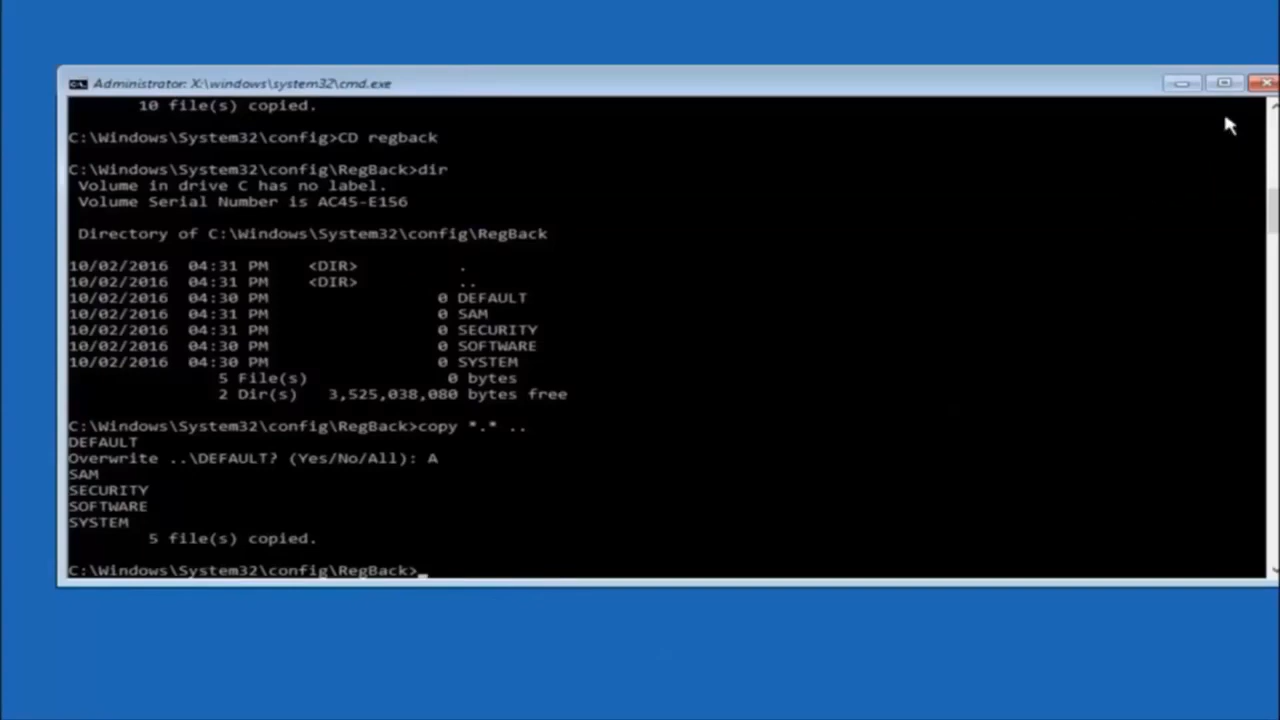 Administrator: X:\windows\system32\cmd.exe
10 file(s) copied.
C:\Windows\System32\config>CD regback
C:\Windows\System32\config\RegBack>dir
Volume in drive C has no label.
Volume Serial Number is AC45-E156
Directory of C:\Windows\System32\config\RegBack
10/02/2016 04:31 PM <DIR> .
10/02/2016 04:31 PM <DIR> ..
10/02/2016 04:30 PM 0 DEFAULT
10/02/2016 04:31 PM 0 SAM
10/02/2016 04:31 PM 0 SECURITY
10/02/2016 04:30 PM 0 SOFTWARE
10/02/2016 04:30 PM 0 SYSTEM
5 File(s) 0 bytes
2 Dir(s) 3,525,038,080 bytes free
C:\Windows\System32\config\RegBack>copy *.* ..
DEFAULT
Overwrite ..\DEFAULT? (Yes/No/All): A
SAM
SECURITY
SOFTWARE
SYSTEM
5 file(s) copied.
C:\Windows\System32\config\RegBack>_